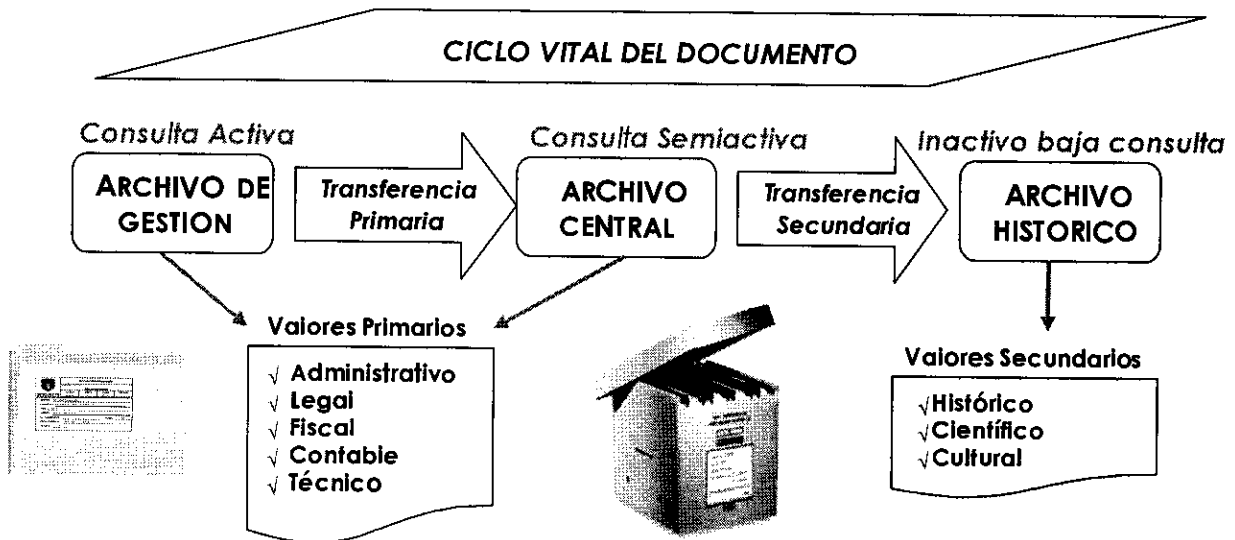 CICLO VITAL DEL DOCUMENTO
Consulta Activa
ARCHIVO DE
GESTION
Transferencia
Primaria
Consulta Semiactiva
ARCHIVO
CENTRAL
Transferencia
Secundaria
Inactivo baja consulta
ARCHIVO
HISTORICO
Valores Primarios
√ Administrativo
√ Legal
√ Fiscal
√ Contable
√ Técnico
Valores Secundarios
√Histórico
√Científico
√Cultural